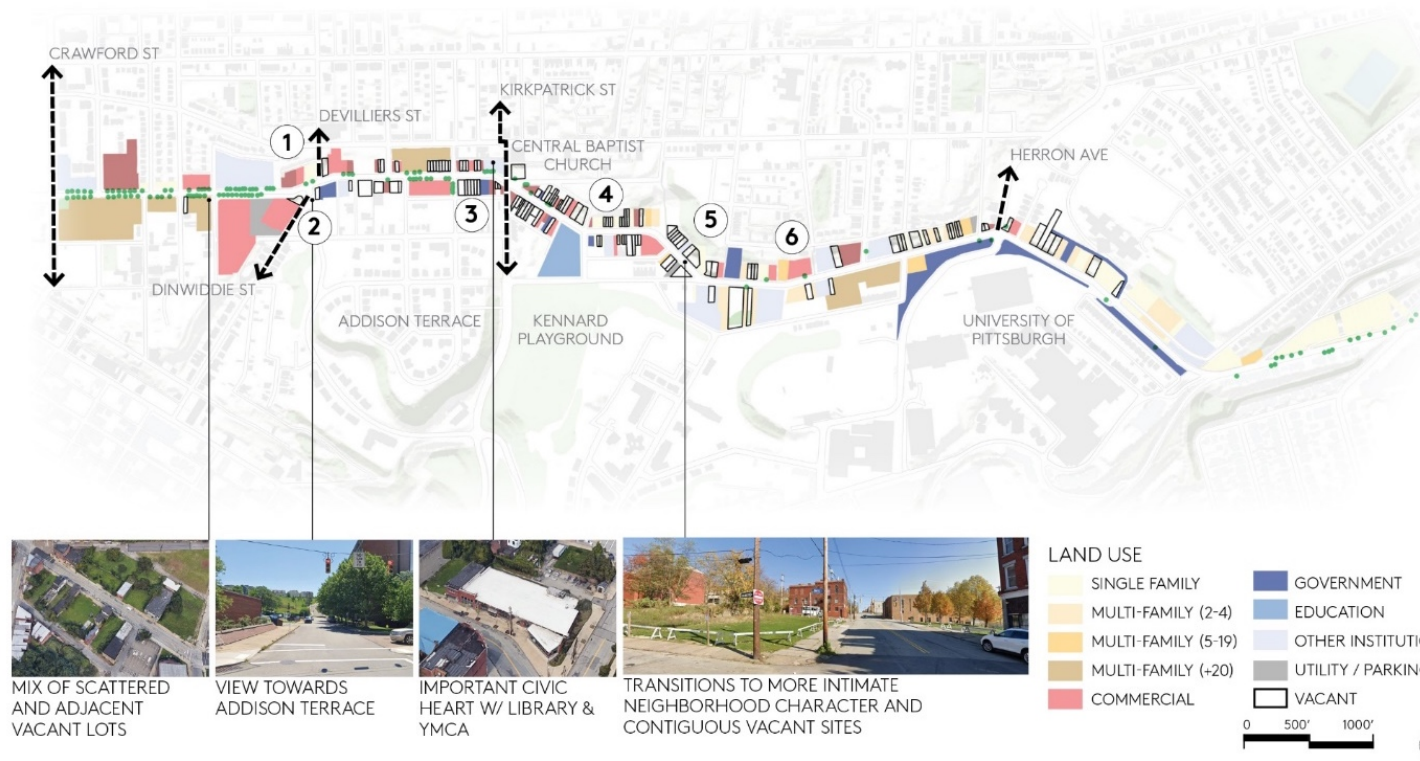 CRAWFORD ST
KIRKPATRICK ST
DEVILLIERS ST
1
CENTRAL BAPTIST
CHURCH
HERRON AVE
4
3
2
5
6
DINWIDDIE ST
ADDISON TERRACE
KENNARD
PLAYGROUND
UNIVERSITY OF
PITTSBURGH
MIX OF SCATTERED
AND ADJACENT
VACANT LOTS
VIEW TOWARDS
ADDISON TERRACE
IMPORTANT CIVIC
HEART W/ LIBRARY &
YMCA
TRANSITIONS TO MORE INTIMATE
NEIGHBORHOOD CHARACTER AND
CONTIGUOUS VACANT SITES
LAND USE
SINGLE FAMILY
MULTI-FAMILY (2-4)
MULTI-FAMILY (5-19)
MULTI-FAMILY (+20)
COMMERCIAL
GOVERNMENT
EDUCATION
OTHER INSTITUTI
UTILITY / PARKING
VACANT
0 500' 1000'